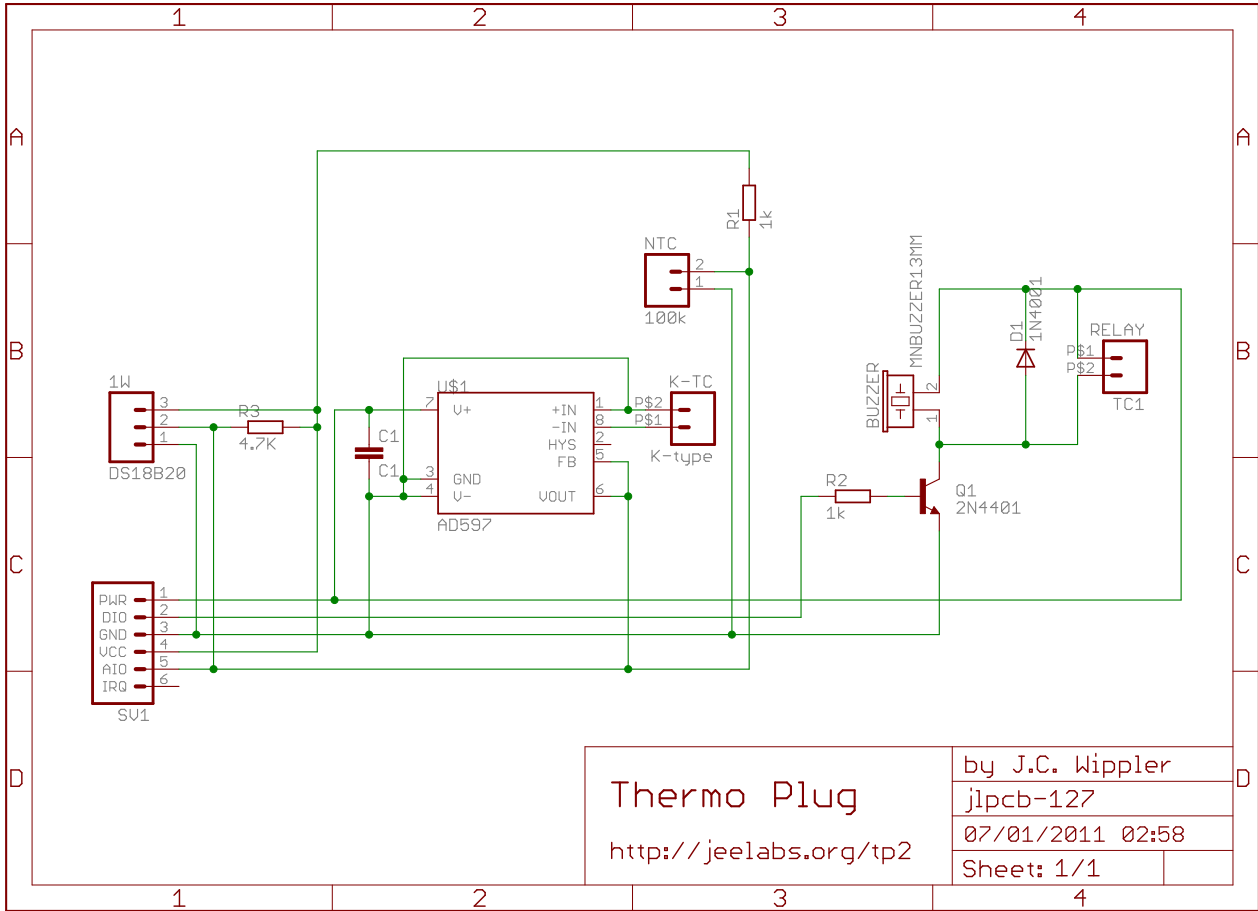 1 2 3 4
A A
R1
1k
NTC
2
1
100k
MNBUZZER13MM
BUZZER
2
1
D1
1N4001
RELAY
P$1
P$2
TC1
B B
1W
3
2
1
DS18B20
R3
4.7K
C1
C1
U$1
7 V+
3 GND
4 V-
+IN 1
-IN 8
HYS 2
FB 5
VOUT 6
AD597
K-TC
P$2
P$1
K-type
R2
1k
Q1
2N4401
C C
PWR 1
DIO 2
GND 3
VCC 4
AIO 5
IRQ 6
SV1
D D
Thermo Plug
http://jeelabs.org/tp2
by J.C. Wippler
jlpcb-127
07/01/2011 02:58
Sheet: 1/1
1 2 3 4